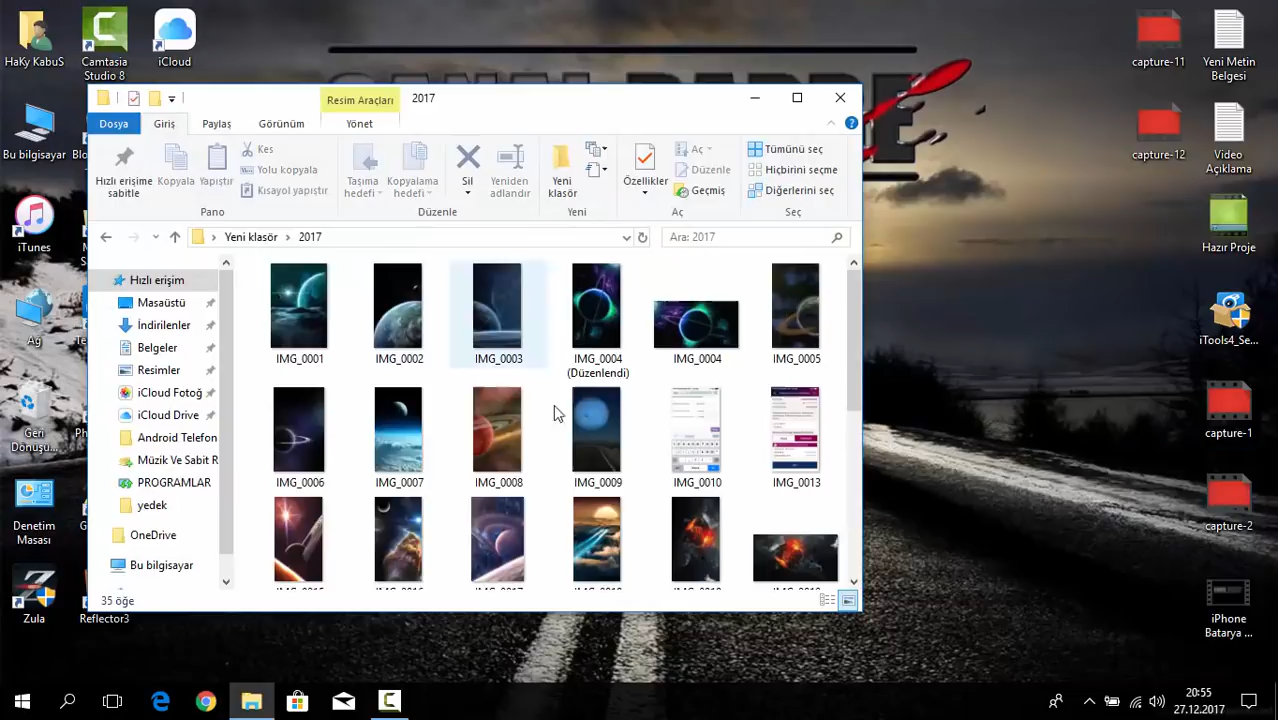 HaKy KabuS
Camtasia
Studio 8
iCloud
capture-11
Yeni Metin
Belgesi
Resim Araçları
2017
Dosya
Giriş
Paylaş
Görünüm
Yönet
Bu bilgisayar
capture-12
Video
Açıklama
Hızlı erişime
sabitle
Kopyala
Yapıştır
Kes
Yolu kopyala
Kısayol yapıştır
Taşıma
hedefi
Kopyalama
hedefi
Sil
Yeniden
adlandır
Yeni
klasör
Özellikler
Aç
Düzenle
Geçmiş
Tümünü seç
Hiçbirini seçme
Diğerlerini seç
Pano
Düzenle
Yeni
Aç
Seç
iTunes
Yeni klasör
2017
Ara: 2017
Hazır Proje
Hızlı erişim
Masaüstü
İndirilenler
Belgeler
Resimler
iCloud Fotoğ
iCloud Drive
Android Telefon
Müzik Ve Sabit R
PROGRAMLAR
yedek
OneDrive
Bu bilgisayar
IMG_0001
IMG_0002
IMG_0003
IMG_0004
(Düzenlendi)
IMG_0004
IMG_0005
IMG_0006
IMG_0007
IMG_0008
IMG_0009
IMG_0010
IMG_0013
35 öğe
Ağ
iTools4_Se...
Geri
Dönüşü...
capture-1
Denetim
Masası
capture-2
Zula
Reflector3
iPhone
Batarya ...
20:55
27.12.2017